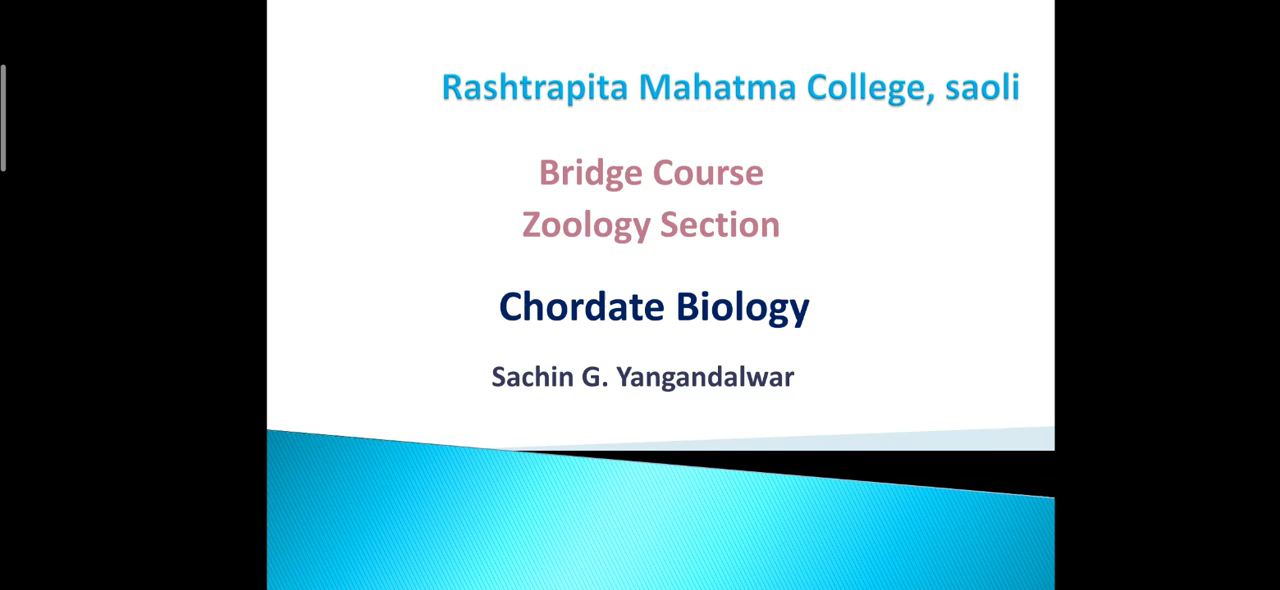 Rashtrapita Mahatma College, saoli
Bridge Course
Zoology Section
Chordate Biology
Sachin G. Yangandalwar